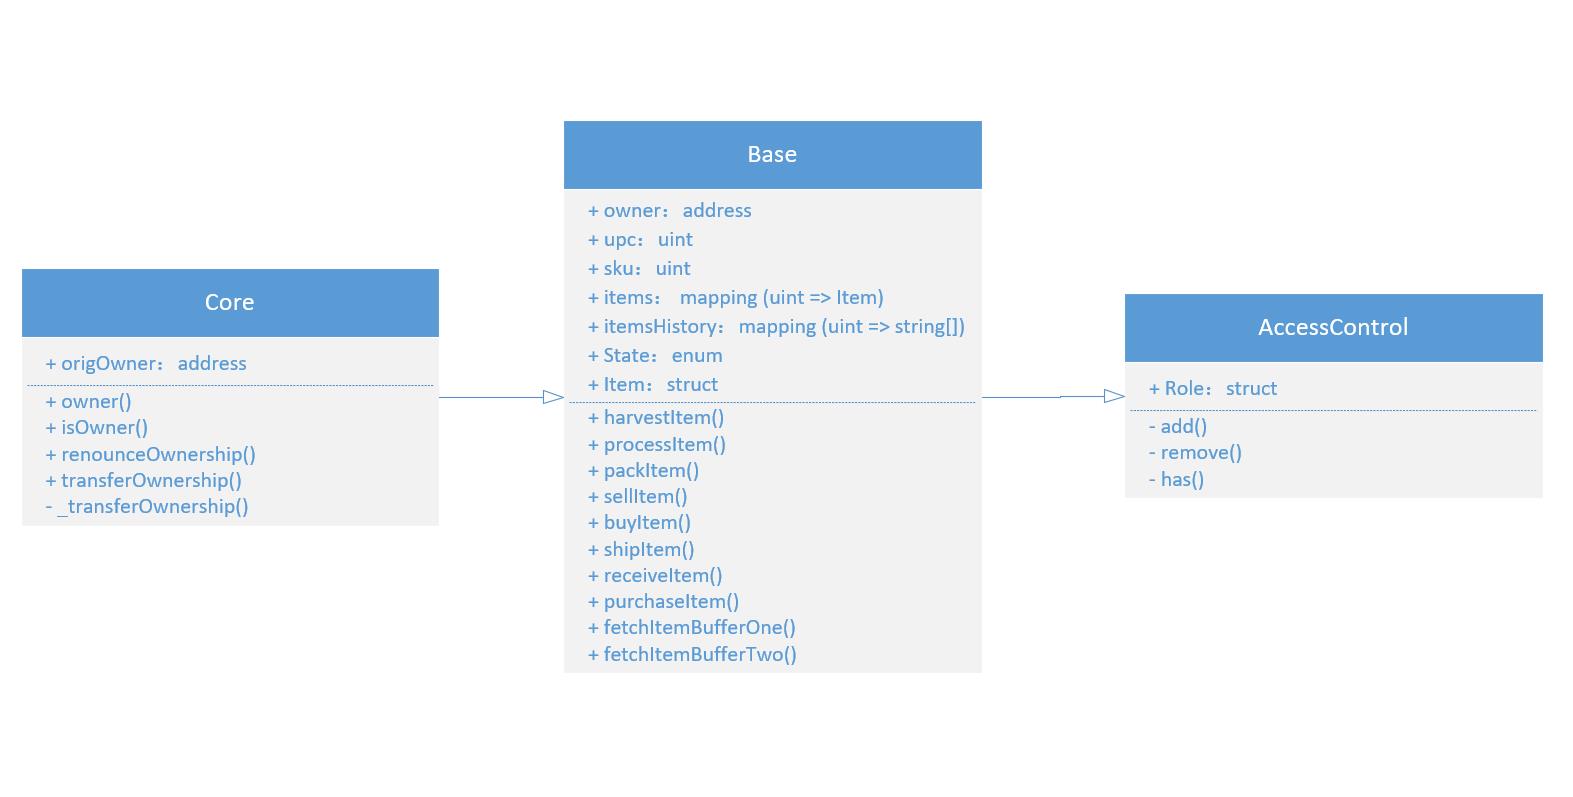 Core
+ origOwner： address
+ owner()
+ isOwner()
+ renounceOwnership()
+ transferOwnership()
- _transferOwnership()
Base
+ owner： address
+ upc： uint
+ sku： uint
+ items： mapping (uint => Item)
+ itemsHistory： mapping (uint => string[])
+ State： enum
+ Item： struct
+ harvestItem()
+ processItem()
+ packItem()
+ sellItem()
+ buyItem()
+ shipItem()
+ receiveItem()
+ purchaseItem()
+ fetchItemBufferOne()
+ fetchItemBufferTwo()
AccessControl
+ Role： struct
- add()
- remove()
- has()